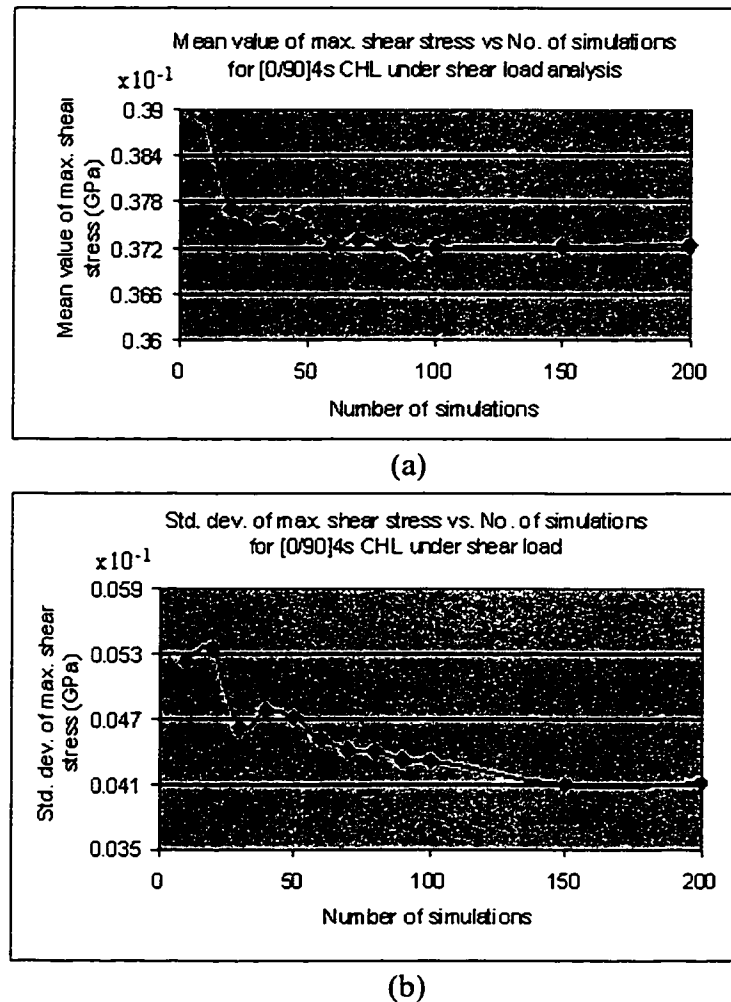 Mean value of max. shear stress vs No. of simulations
for [0/90]4s CHL under shear load analysis
x10⁻¹
0.39
0.384
0.378
0.372
0.366
0.36
Mean value of max. shear
stress (GPa)
0
50
100
150
200
Number of simulations
(a)
Std. dev. of max. shear stress vs. No. of simulations
for [0/90]4s CHL under shear load
x10⁻¹
0.059
0.053
0.047
0.041
0.035
Std. dev. of max. shear
stress (GPa)
0
50
100
150
200
Number of simulations
(b)